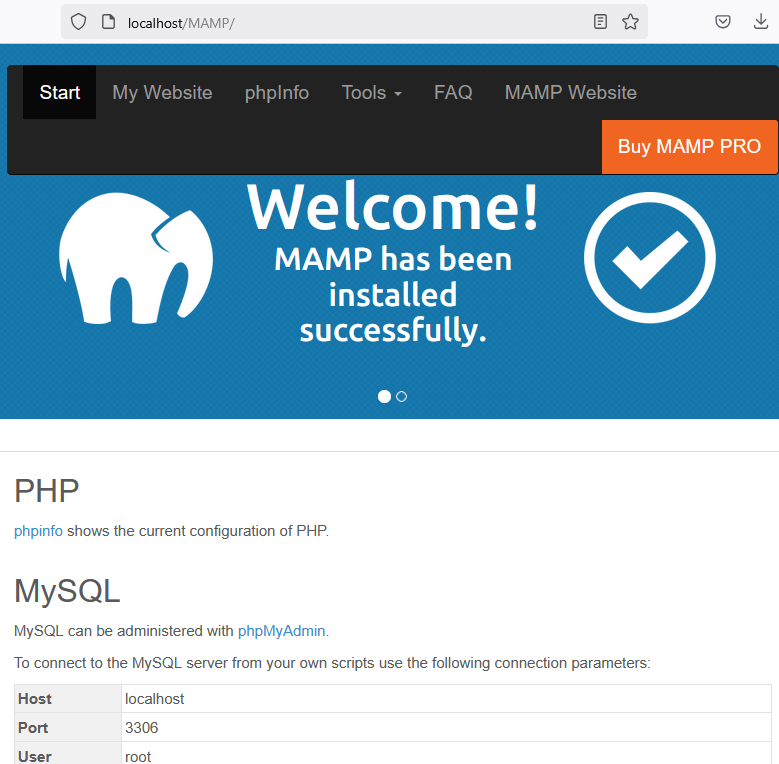 localhost/MAMP/
Start My Website phpInfo Tools FAQ MAMP Website
Buy MAMP PRO
Welcome!
MAMP has been
installed
successfully.
PHP
phpinfo shows the current configuration of PHP.
MySQL
MySQL can be administered with phpMyAdmin.
To connect to the MySQL server from your own scripts use the following connection parameters:
Host localhost
Port 3306
User root